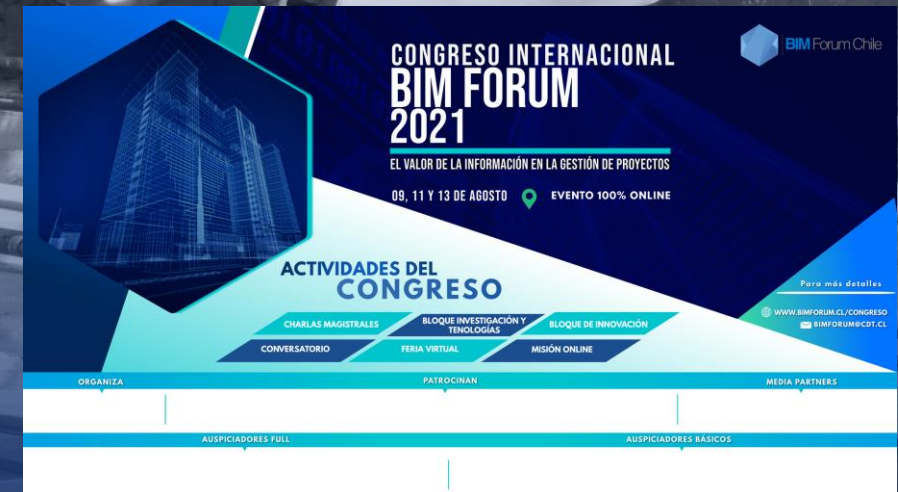 CONGRESO INTERNACIONAL
BIM FORUM
2021
EL VALOR DE LA INFORMACIÓN EN LA GESTIÓN DE PROYECTOS
09, 11 Y 13 DE AGOSTO
EVENTO 100% ONLINE
BIM Forum Chile
ACTIVIDADES DEL
CONGRESO
CHARLAS MAGISTRALES
BLOQUE INVESTIGACIÓN Y
TENOLOGÍAS
BLOQUE DE INNOVACIÓN
CONVERSATORIO
FERIA VIRTUAL
MISIÓN ONLINE
Para más detalles
WWW.BIMFORUM.CL/CONGRESO
BIMFORUM@CDT.CL
ORGANIZA
PATROCINAN
MEDIA PARTNERS
AUSPICIADORES FULL
AUSPICIADORES BÁSICOS